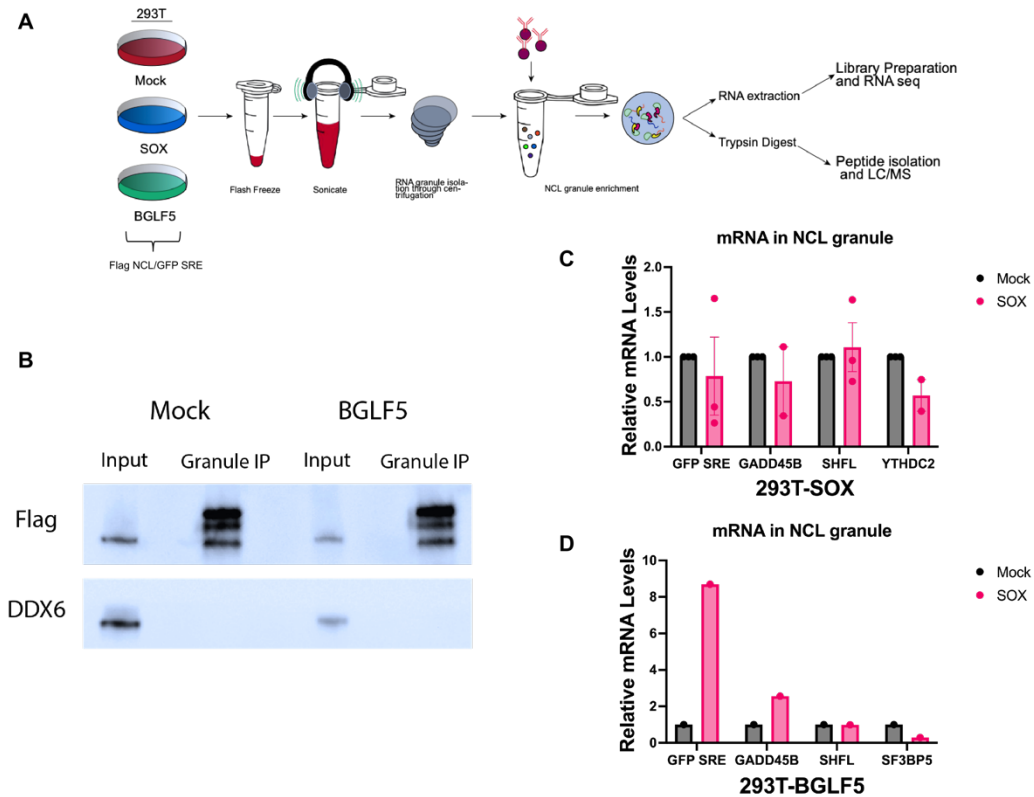 A
293T
Mock
SOX
BGLF5
Flag NCL/GFP SRE
Flash Freeze
Sonicate
RNA granule isola-
tion through cen-
trifugation
NCL granule enrichment
RNA extraction
Trypsin Digest
Library Preparation
and RNA seq
Peptide isolation
and LC/MS
B
Mock
BGLF5
Input
Granule IP
Input
Granule IP
Flag
DDX6
C
mRNA in NCL granule
Relative mRNA Levels
2.0
1.5
1.0
0.5
0.0
GFP SRE
GADD45B
SHFL
YTHDC2
293T-SOX
Mock
SOX
D
mRNA in NCL granule
Relative mRNA Levels
10
8
6
4
2
0
GFP SRE
GADD45B
SHFL
SF3BP5
293T-BGLF5
Mock
SOX